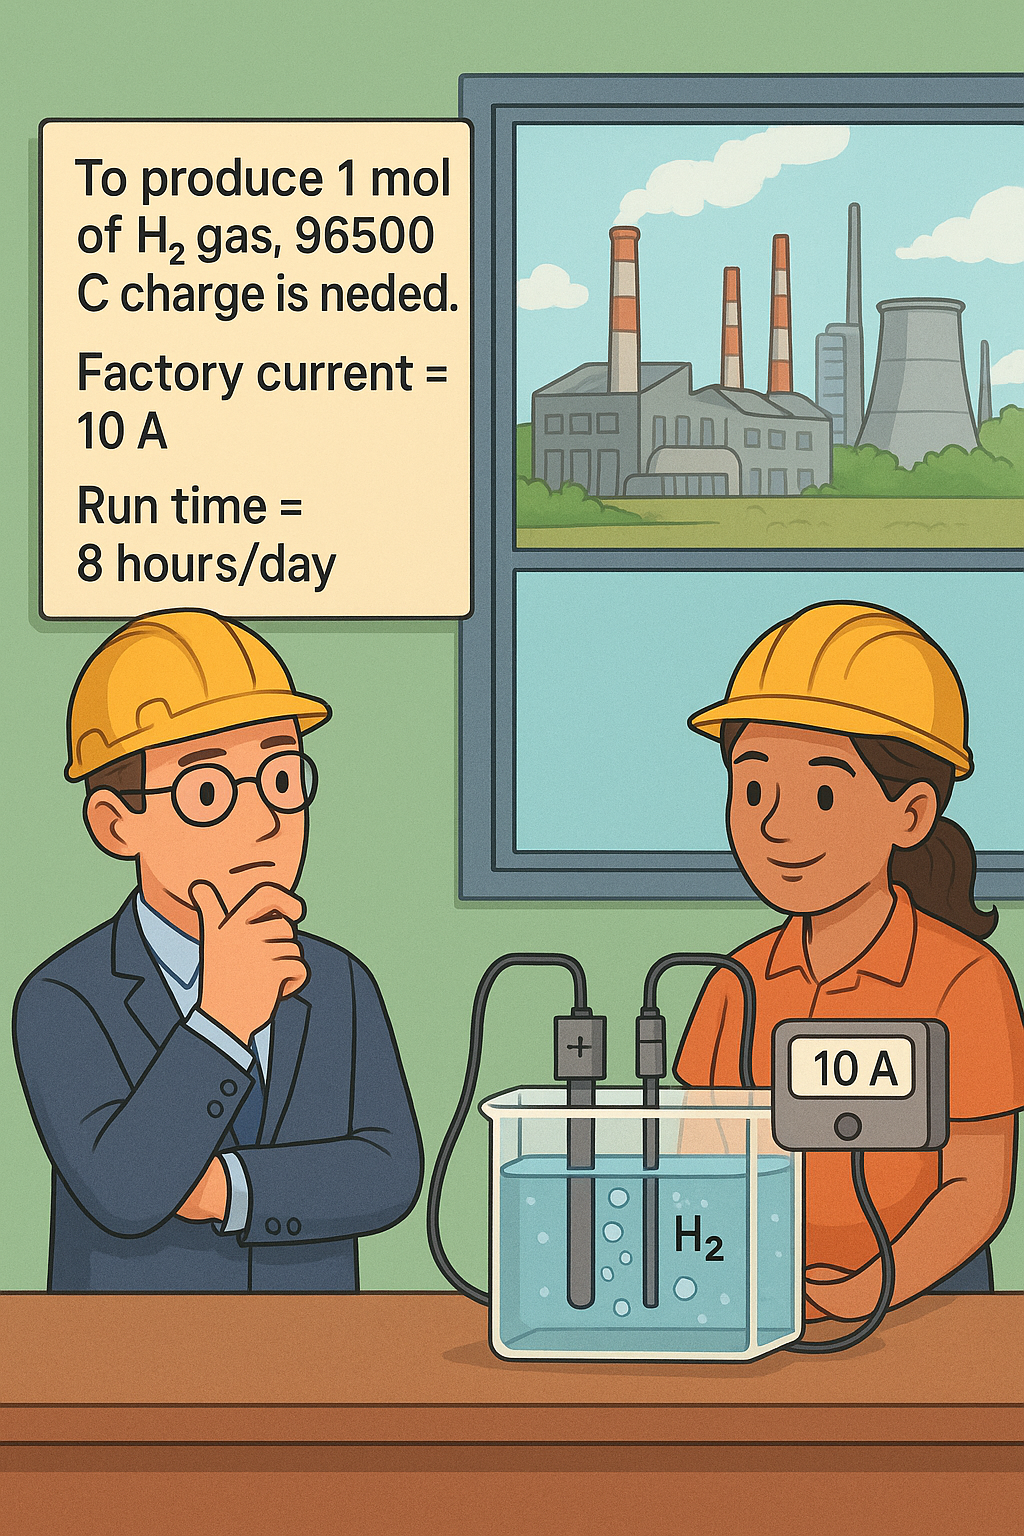 To produce 1 mol
of H₂ gas, 96500
C charge is neded.
Factory current =
10 A
Run time =
8 hours/day
+
−
10 A
H₂